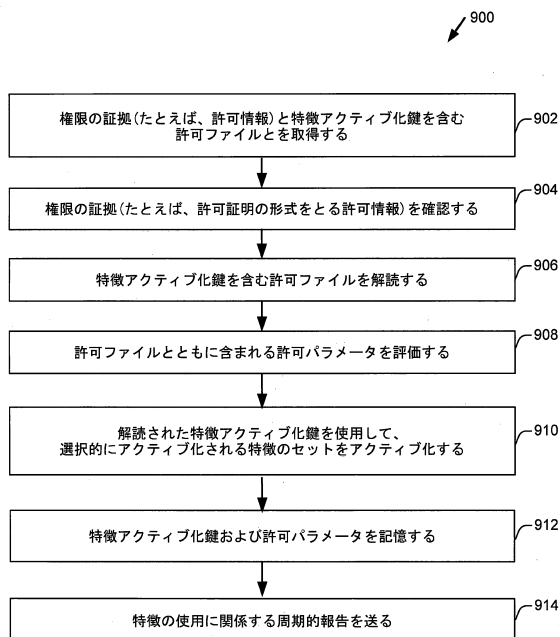 900
権限の証拠(たとえば、許可情報)と特徴アクティブ化鍵を含む
許可ファイルとを取得する
902
権限の証拠(たとえば、許可証明の形式をとる許可情報)を確認する
904
特徴アクティブ化鍵を含む許可ファイルを解読する
906
許可ファイルとともに含まれる許可パラメータを評価する
908
解読された特徴アクティブ化鍵を使用して、
選択的にアクティブ化される特徴のセットをアクティブ化する
910
特徴アクティブ化鍵および許可パラメータを記憶する
912
特徴の使用に関係する周期的報告を送る
914